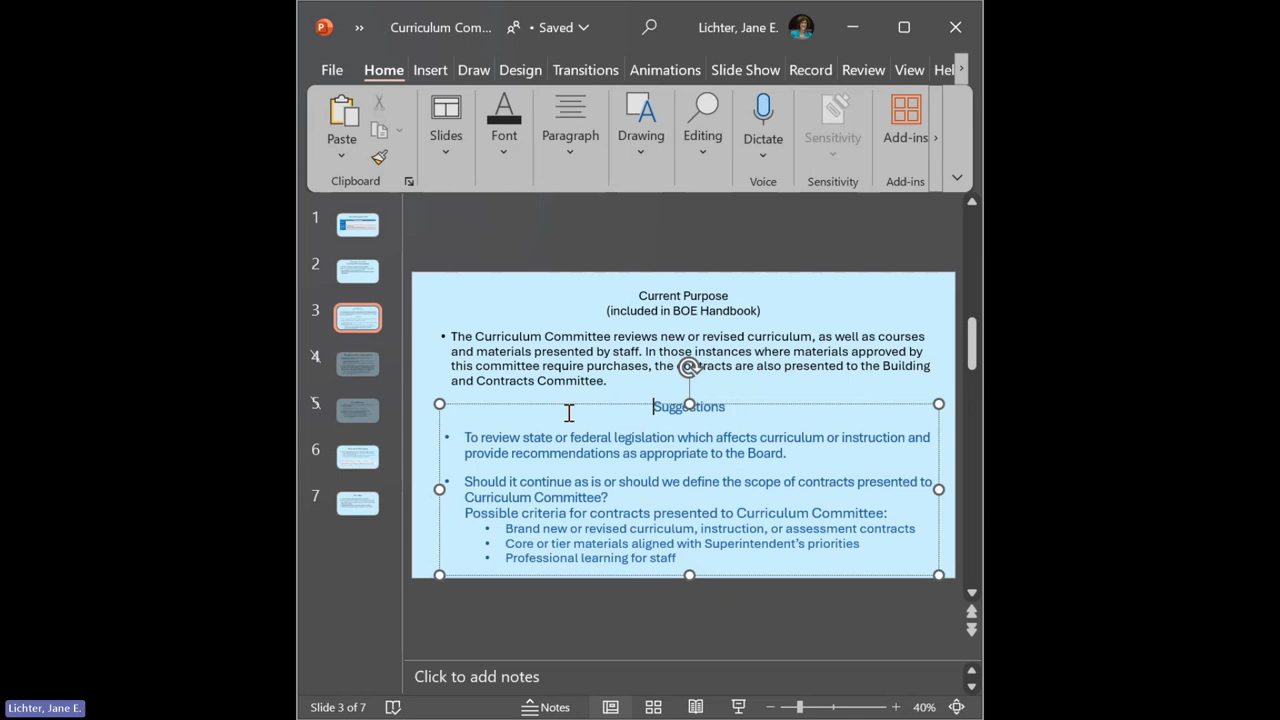 Curriculum Com... • Saved Lichter, Jane E.
File Home Insert Draw Design Transitions Animations Slide Show Record Review View Hel
Paste Slides Font Paragraph Drawing Editing Dictate Sensitivity Add-ins
Clipboard Voice Sensitivity Add-ins
1
2
3
4
5
6
7
Current Purpose
(included in BOE Handbook)
• The Curriculum Committee reviews new or revised curriculum, as well as courses
and materials presented by staff. In those instances where materials approved by
this committee require purchases, the contracts are also presented to the Building
and Contracts Committee.
Suggestions
• To review state or federal legislation which affects curriculum or instruction and
provide recommendations as appropriate to the Board.
• Should it continue as is or should we define the scope of contracts presented to
Curriculum Committee?
Possible criteria for contracts presented to Curriculum Committee:
• Brand new or revised curriculum, instruction, or assessment contracts
• Core or tier materials aligned with Superintendent's priorities
• Professional learning for staff
Click to add notes
Lichter, Jane E.
Slide 3 of 7 Notes 40%